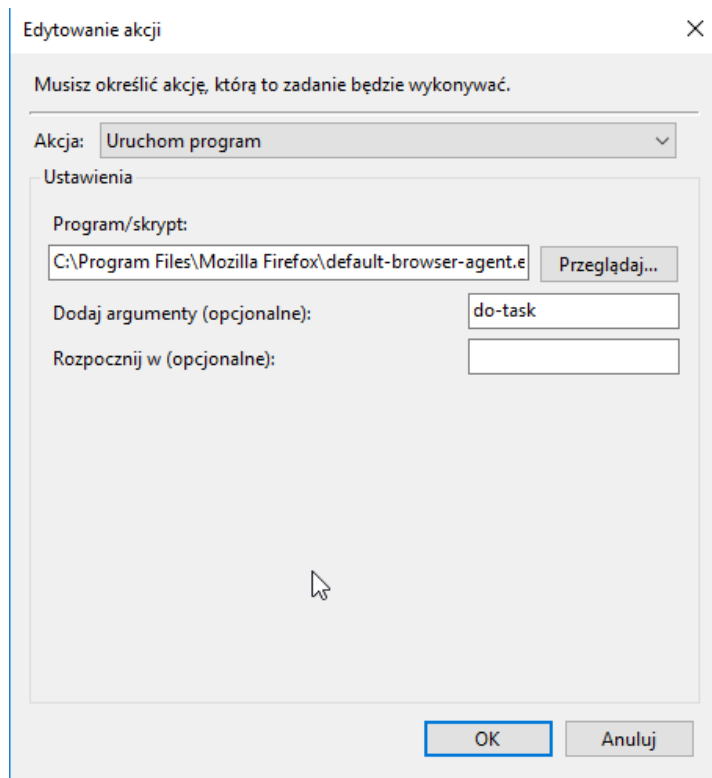 Edytowanie akcji
Musisz określić akcję, którą to zadanie będzie wykonywać.
Akcja: Uruchom program
Ustawienia
Program/skrypt:
C:\Program Files\Mozilla Firefox\default-browser-agent.e Przeglądaj...
Dodaj argumenty (opcjonalne): do-task
Rozpocznij w (opcjonalne):
OK Anuluj